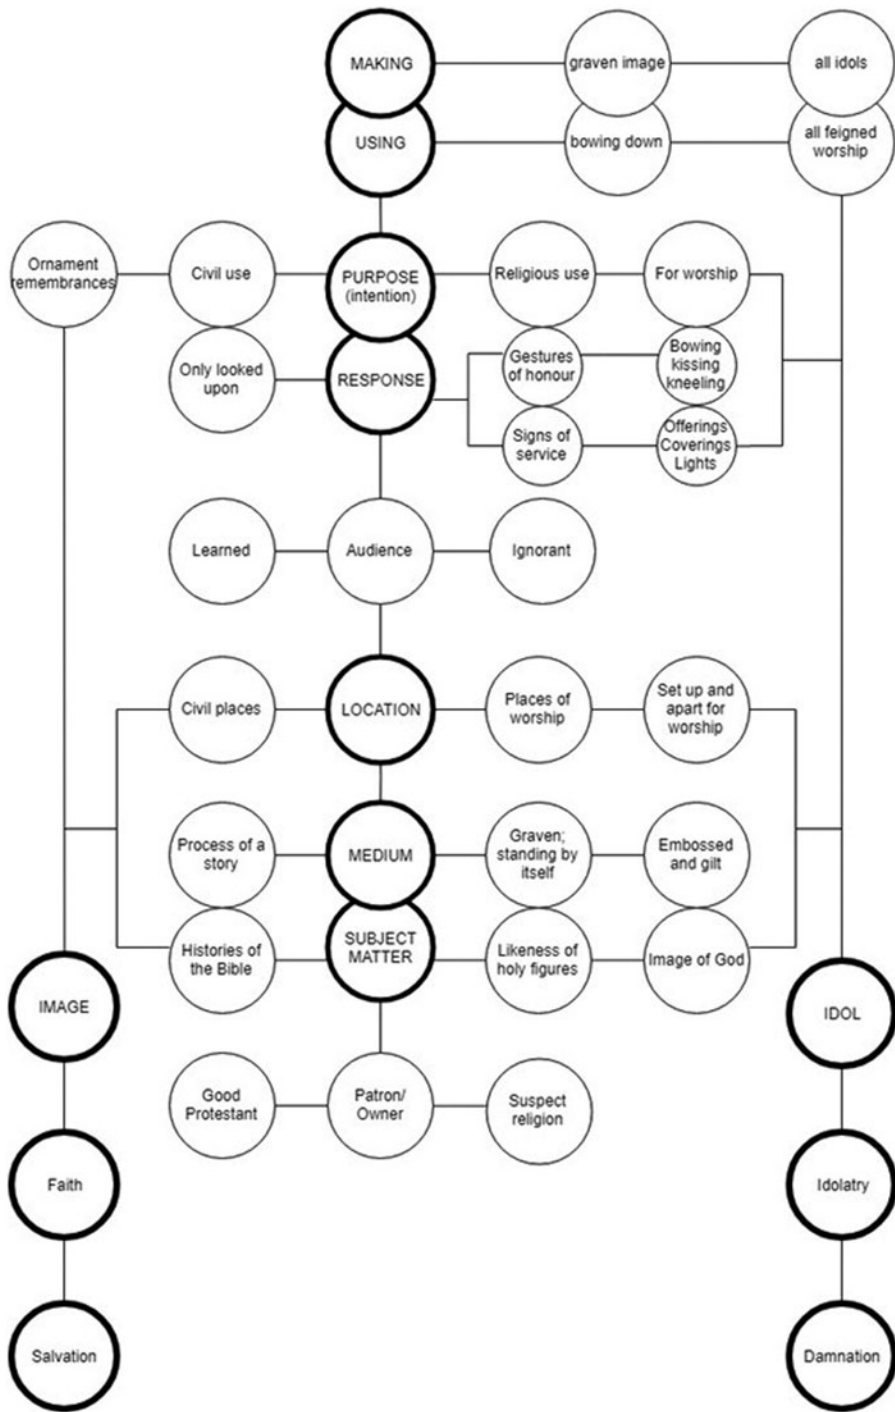 MAKING
graven image
all idols
USING
bowing down
all feigned
worship
Ornament
remembrances
Civil use
PURPOSE
(intention)
Religious use
For worship
Only looked
upon
RESPONSE
Gestures
of honour
Bowing
kissing
kneeling
Signs of
service
Offerings
Coverings
Lights
Learned
Audience
Ignorant
Civil places
LOCATION
Places of
worship
Set up and
apart for
worship
Process of a
story
MEDIUM
Graven;
standing by
itself
Embossed
and gilt
Histories of
the Bible
SUBJECT
MATTER
Likeness of
holy figures
Image of God
IMAGE
IDOL
Good
Protestant
Patron/
Owner
Suspect
religion
Faith
Idolatry
Salvation
Damnation